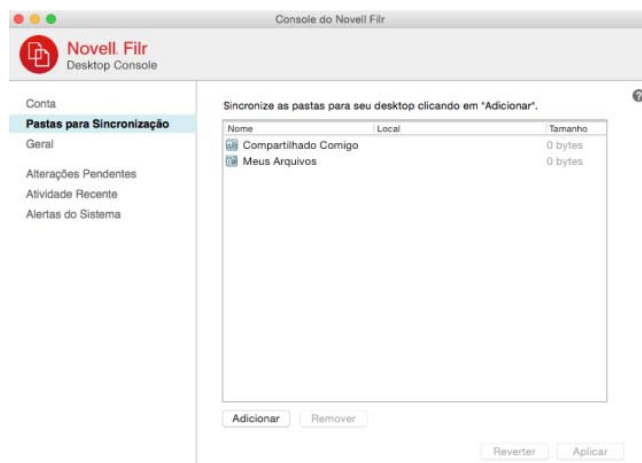 Console do Novell Filr
Novell. Filr
Desktop Console
Conta
Pastas para Sincronização
Geral
Alterações Pendentes
Atividade Recente
Alertas do Sistema
?
Sincronize as pastas para seu desktop clicando em "Adicionar".
Nome Local Tamanho
Compartilhado Comigo 0 bytes
Meus Arquivos 0 bytes
Adicionar Remover
Reverter Aplicar